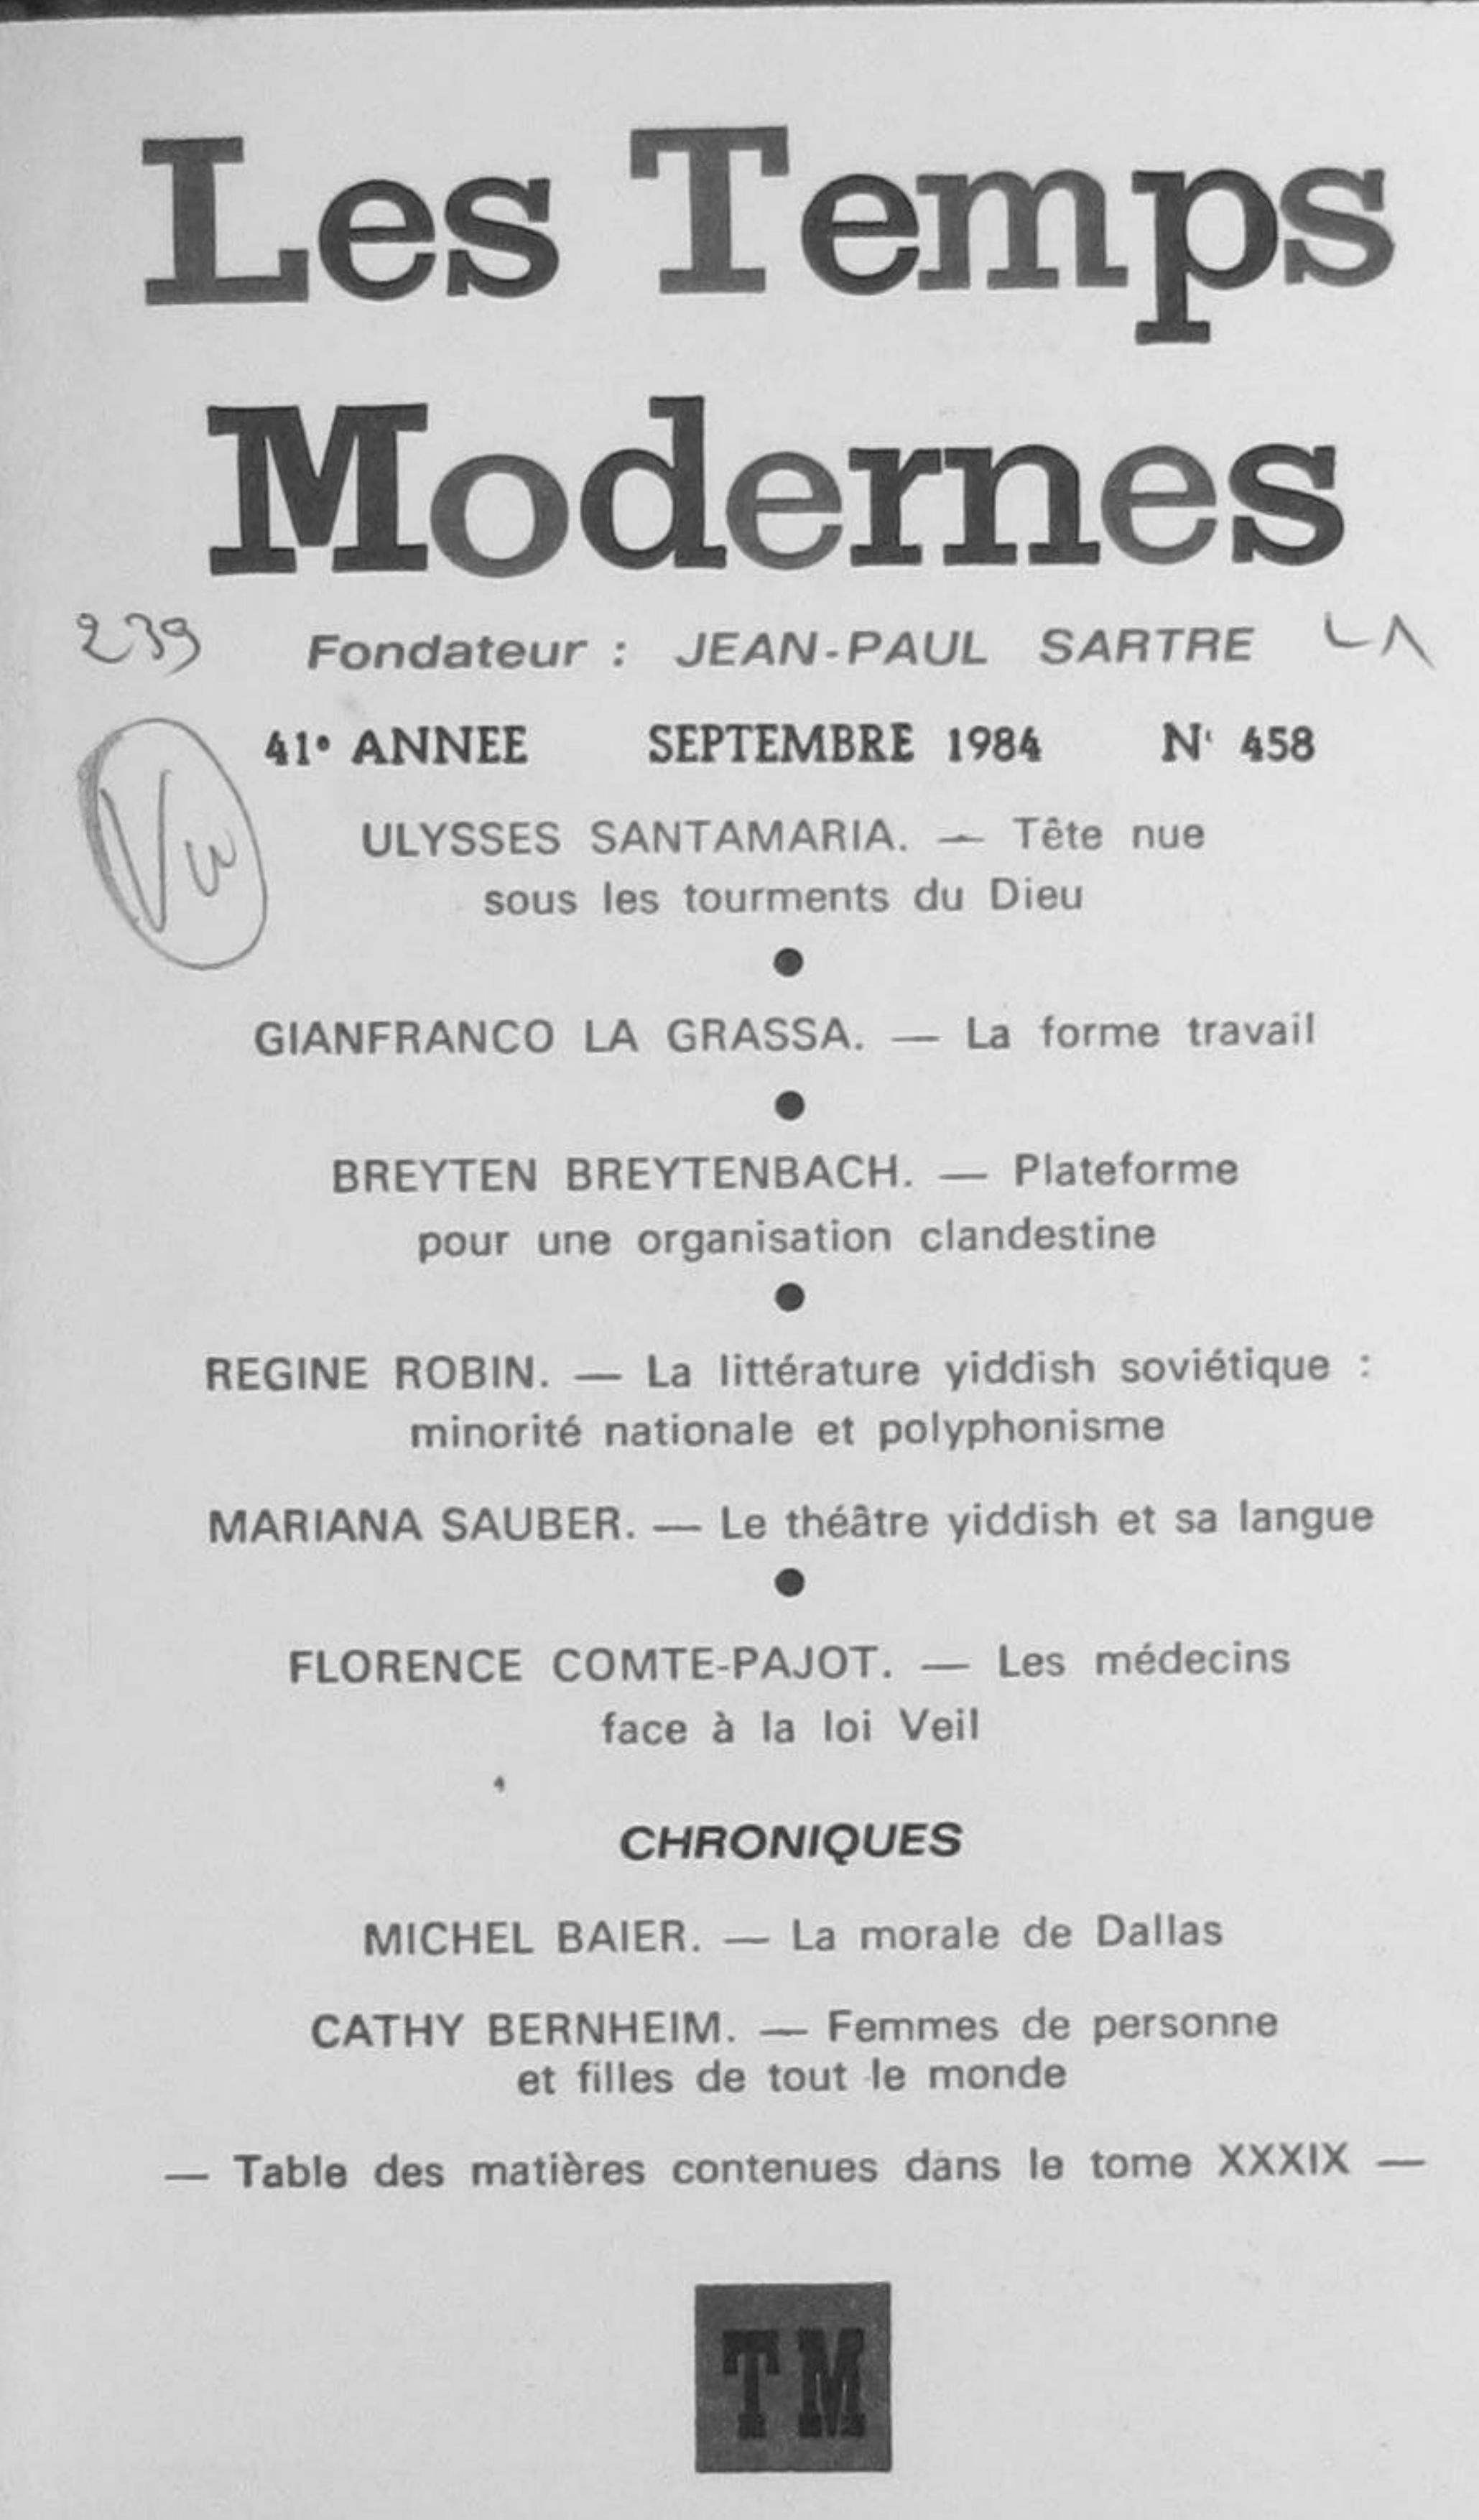 Les Temps
Modernes
239
Fondateur : JEAN-PAUL SARTRE
41e ANNEE SEPTEMBRE 1984 N° 458
Vu
ULYSSES SANTAMARIA. — Tête nue
sous les tourments du Dieu
GIANFRANCO LA GRASSA. — La forme travail
BREYTEN BREYTENBACH. — Plateforme
pour une organisation clandestine
REGINE ROBIN. — La littérature yiddish soviétique :
minorité nationale et polyphonisme
MARIANA SAUBER. — Le théâtre yiddish et sa langue
FLORENCE COMTE-PAJOT. — Les médecins
face à la loi Veil
CHRONIQUES
MICHEL BAIER. — La morale de Dallas
CATHY BERNHEIM. — Femmes de personne
et filles de tout le monde
— Table des matières contenues dans le tome XXXIX —
TM